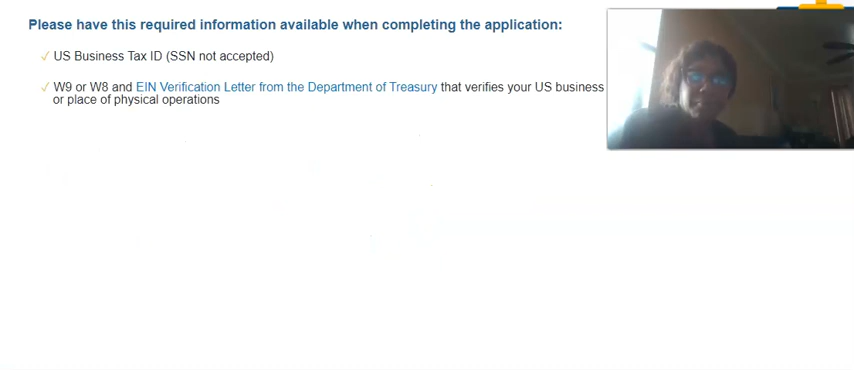 Please have this required information available when completing the application:
✓ US Business Tax ID (SSN not accepted)
✓ W9 or W8 and EIN Verification Letter from the Department of Treasury that verifies your US business
or place of physical operations